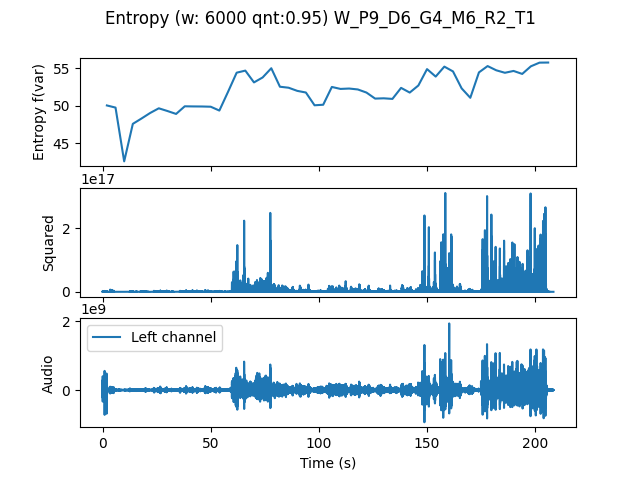 Entropy (w: 6000 qnt:0.95) W_P9_D6_G4_M6_R2_T1
Entropy f(var)
55
50
45
1e17
Squared
2
0
1e9
Audio
2
0
Left channel
0
50
100
150
200
Time (s)